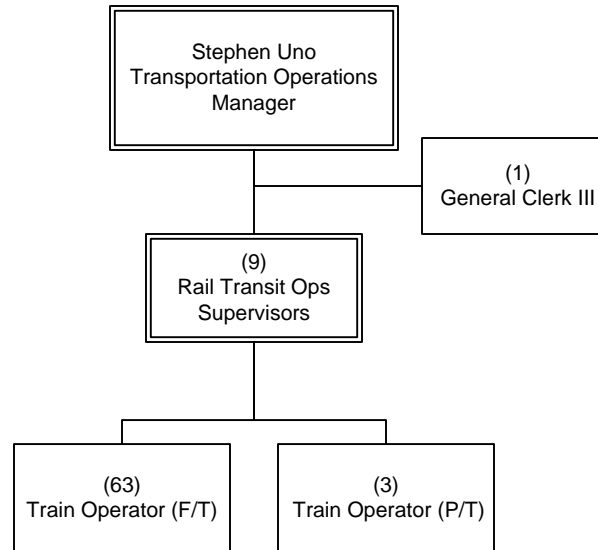 Stephen Uno
Transportation Operations
Manager
(1)
General Clerk III
(9)
Rail Transit Ops
Supervisors
(63)
Train Operator (F/T)
(3)
Train Operator (P/T)